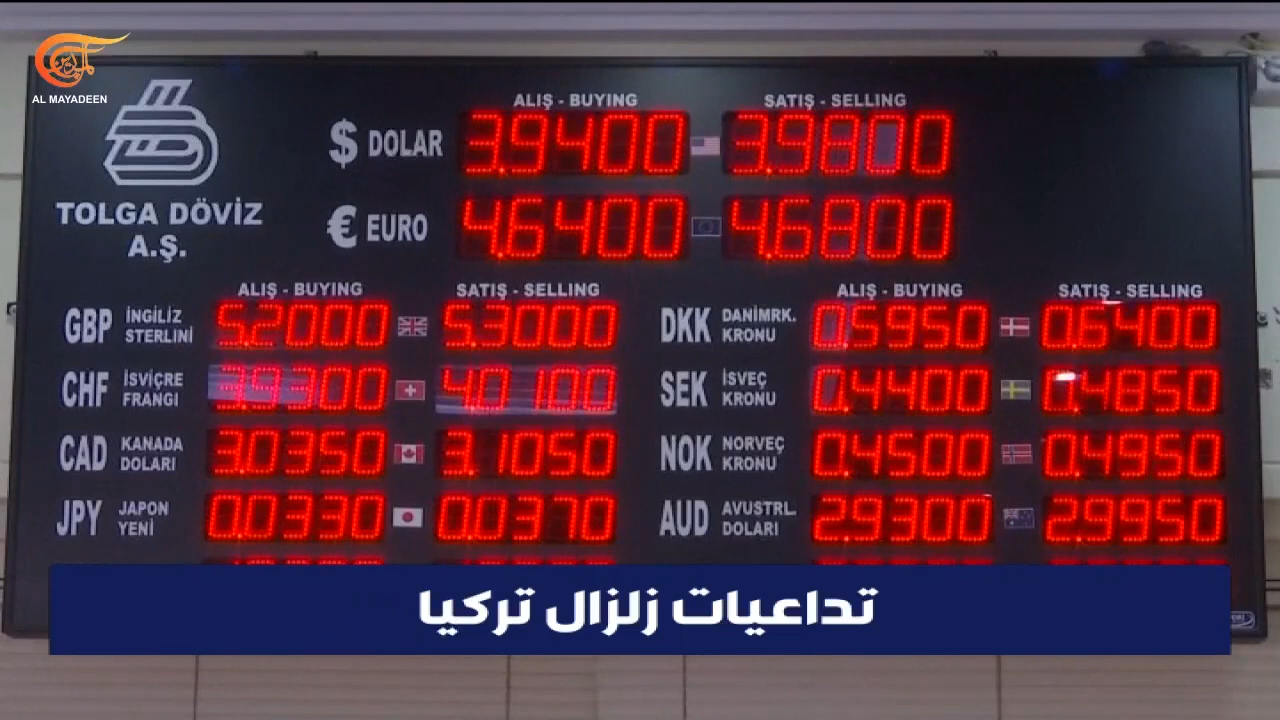 AL MAYADEEN
TOLGA DÖVİZ
A.Ş.
ALIŞ - BUYING SATIŞ - SELLING
$ DOLAR 3.9400 3.9800
€ EURO 4.6400 4.6800
ALIŞ - BUYING SATIŞ - SELLING ALIŞ - BUYING SATIŞ - SELLING
GBP İNGİLİZ STERLİNİ 5.2000 5.3000
DKK DANİMRK. KRONU 0.5950 0.6400
CHF İSVİÇRE FRANGI 3.9300 4.0100
SEK İSVEÇ KRONU 0.4400 0.4850
CAD KANADA DOLARI 3.0350 3.1050
NOK NORVEÇ KRONU 0.4500 0.4950
JPY JAPON YENİ 0.0330 0.0370
AUD AVUSTRL. DOLARI 2.9300 2.9950
تداعيات زلزال تركيا